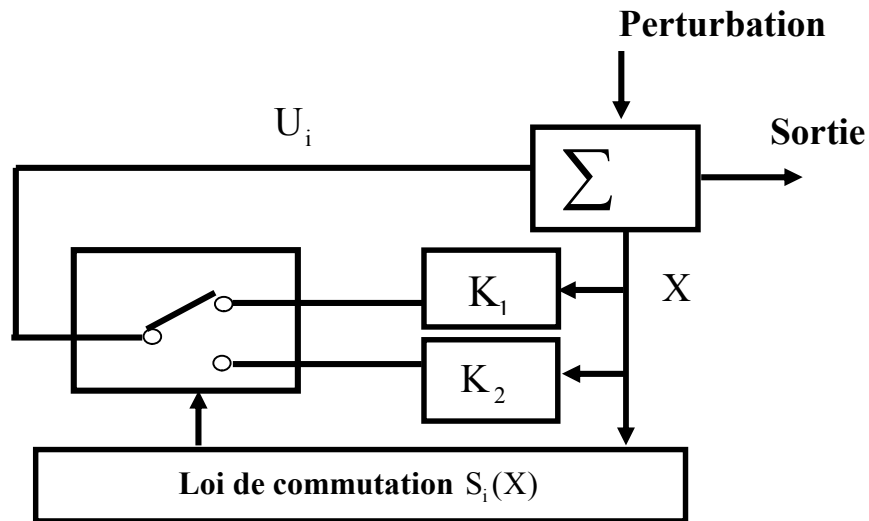 Perturbation
U_i
Sortie
∑
K_1
X
K_2
Loi de commutation S_i(X)